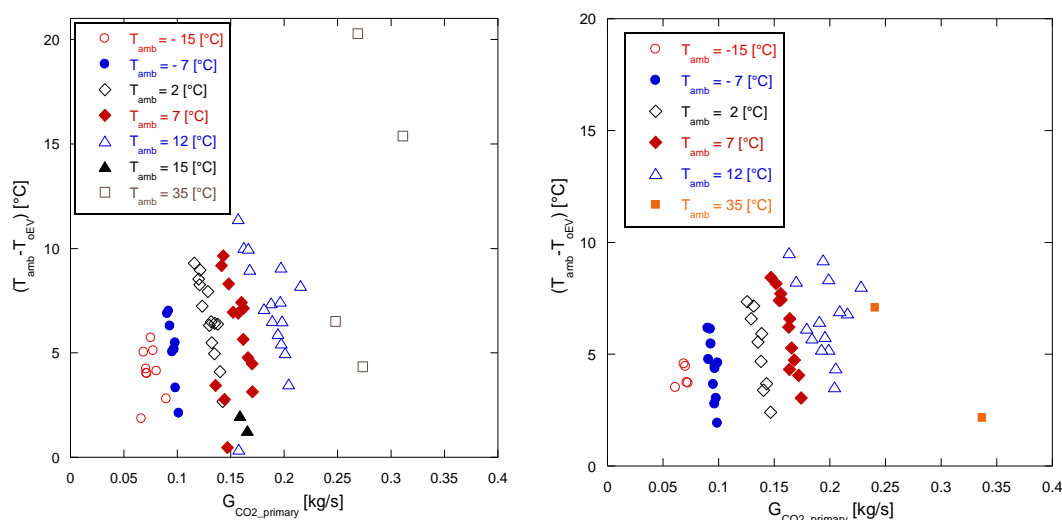 20
15
10
5
0
(T_amb -T_oEV) [°C]
T_amb = - 15 [°C]
T_amb = - 7 [°C]
T_amb = 2 [°C]
T_amb = 7 [°C]
T_amb = 12 [°C]
T_amb = 15 [°C]
T_amb = 35 [°C]
0 0.05 0.1 0.15 0.2 0.25 0.3 0.35 0.4
G_CO2_primary [kg/s]
20
15
10
5
0
(T_amb -T_oEV) [°C]
T_amb = -15 [°C]
T_amb = - 7 [°C]
T_amb = 2 [°C]
T_amb = 7 [°C]
T_amb = 12 [°C]
T_amb = 35 [°C]
0 0.05 0.1 0.15 0.2 0.25 0.3 0.35 0.4
G_CO2_primary [kg/s]